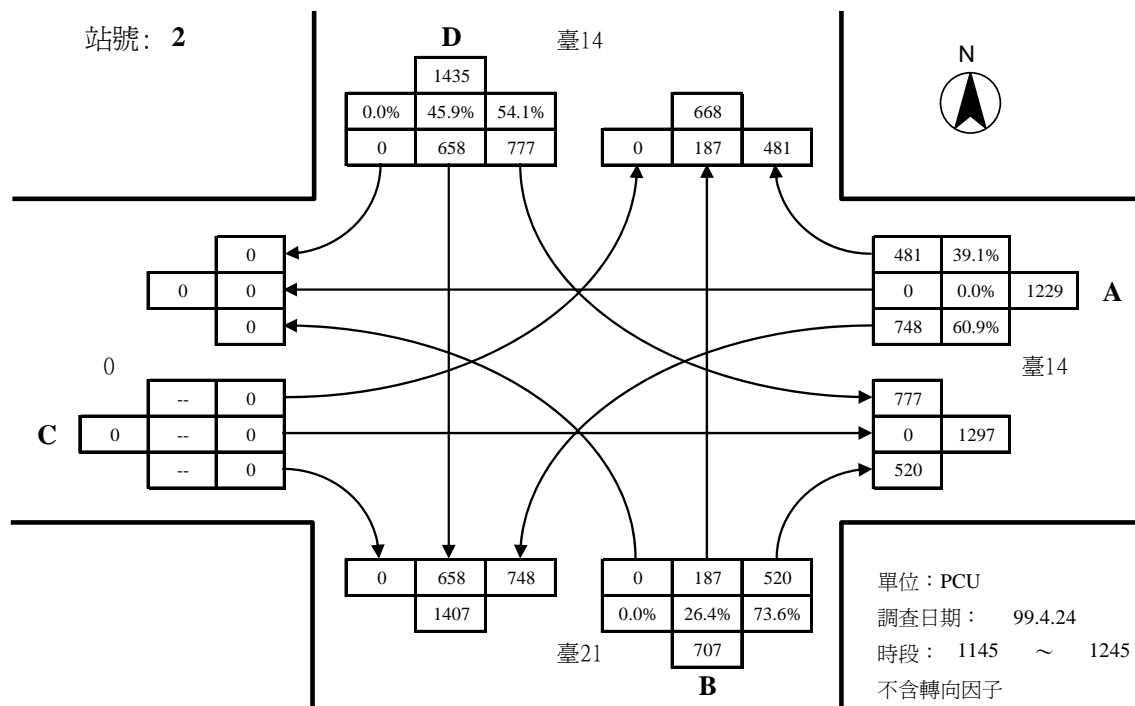 站號: 2
D
臺14
N
1435
0.0% 45.9% 54.1%
0 658 777
668
0 187 481
0
0 0
0
481 39.1%
0 0.0% 1229
748 60.9%
A
0
臺14
-- 0
C 0 -- 0
-- 0
777
0 1297
520
0 658 748
1407
0 187 520
0.0% 26.4% 73.6%
707
臺21
B
單位：PCU
調查日期： 99.4.24
時段： 1145 ～ 1245
不含轉向因子